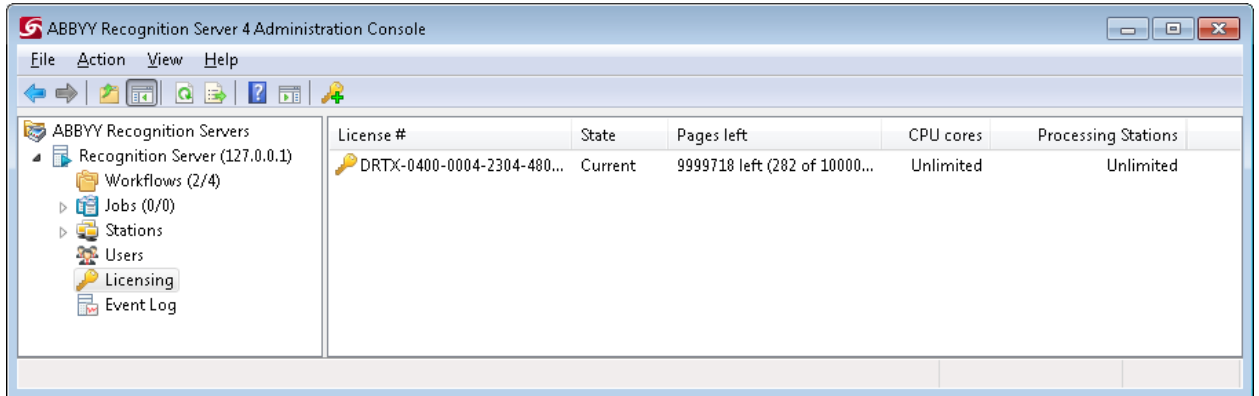 ABBYY Recognition Server 4 Administration Console
File Action View Help
ABBYY Recognition Servers
Recognition Server (127.0.0.1)
Workflows (2/4)
Jobs (0/0)
Stations
Users
Licensing
Event Log
License # State Pages left CPU cores Processing Stations
DRTX-0400-0004-2304-480... Current 9999718 left (282 of 10000... Unlimited Unlimited